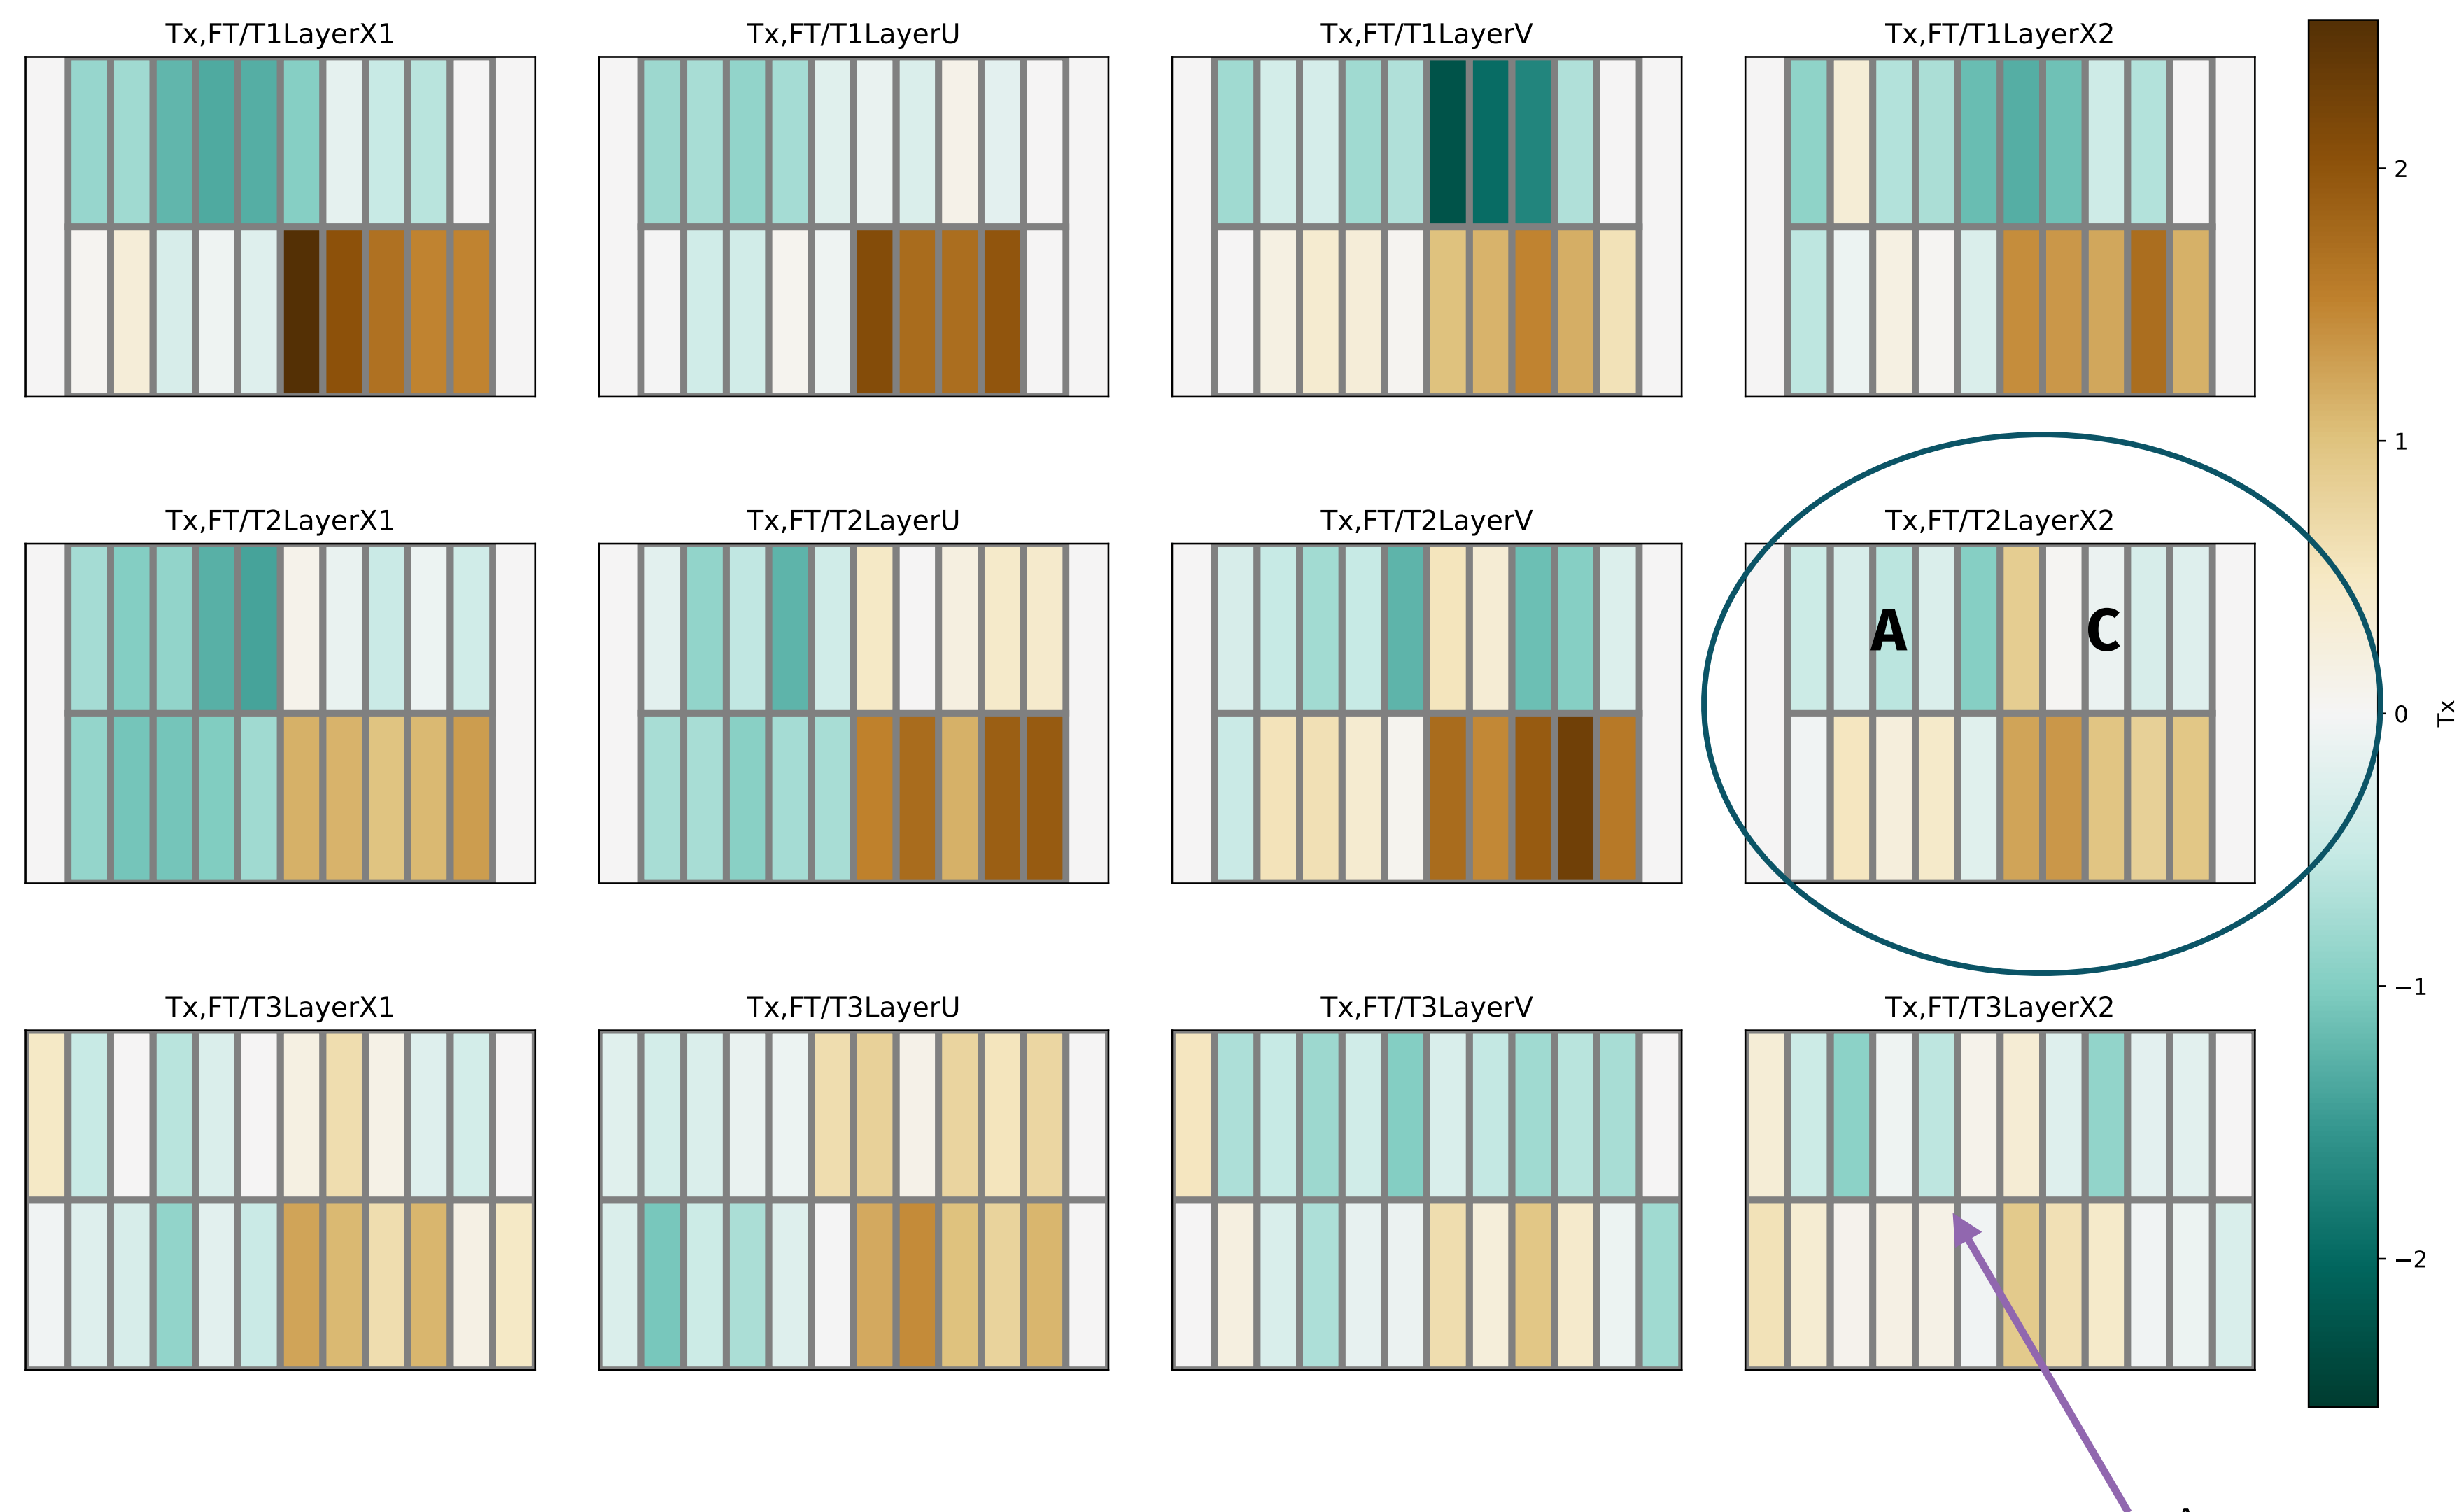 Tx,FT/T1LayerX1
Tx,FT/T1LayerU
Tx,FT/T1LayerV
Tx,FT/T1LayerX2
2
1
Tx,FT/T2LayerX1
Tx,FT/T2LayerU
Tx,FT/T2LayerV
Tx,FT/T2LayerX2
A
C
0
Tx
−1
Tx,FT/T3LayerX1
Tx,FT/T3LayerU
Tx,FT/T3LayerV
Tx,FT/T3LayerX2
−2